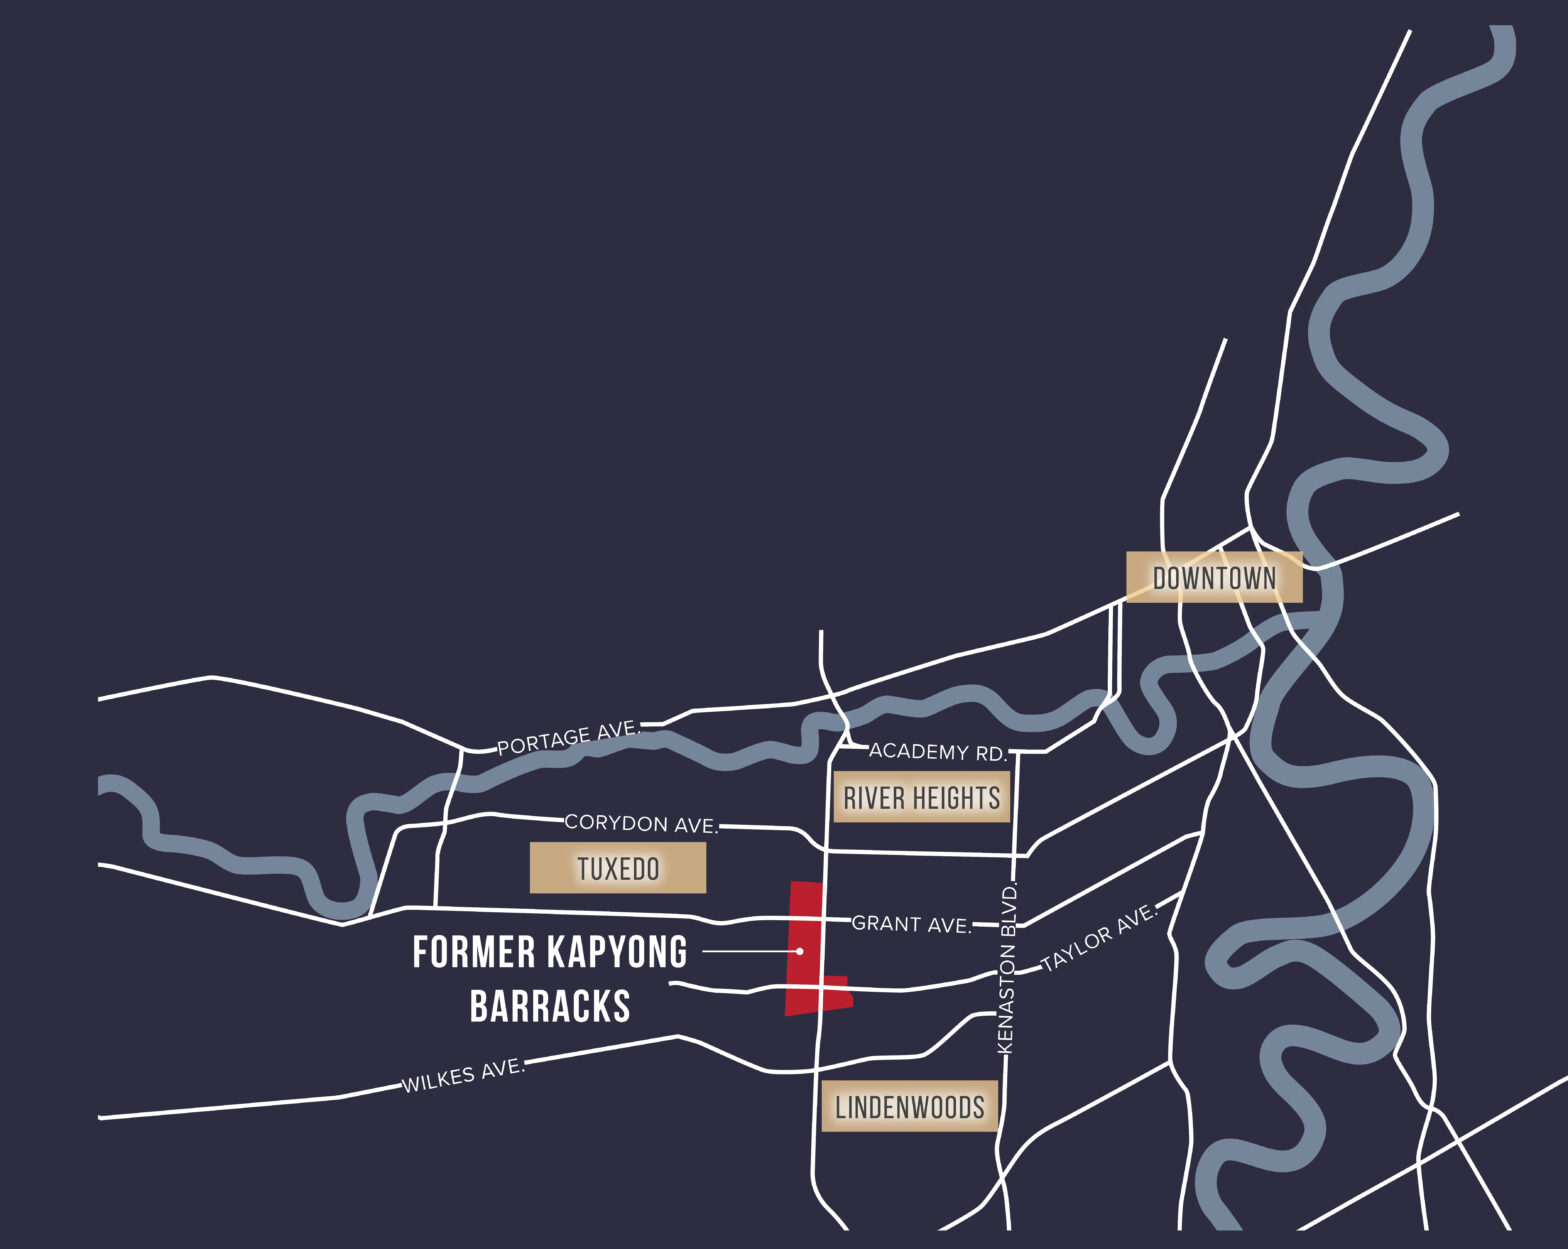 DOWNTOWN
PORTAGE AVE.
ACADEMY RD.
RIVER HEIGHTS
CORYDON AVE.
TUXEDO
GRANT AVE.
KENASTON BLVD.
TAYLOR AVE.
FORMER KAPYONG
BARRACKS
WILKES AVE.
LINDENWOODS